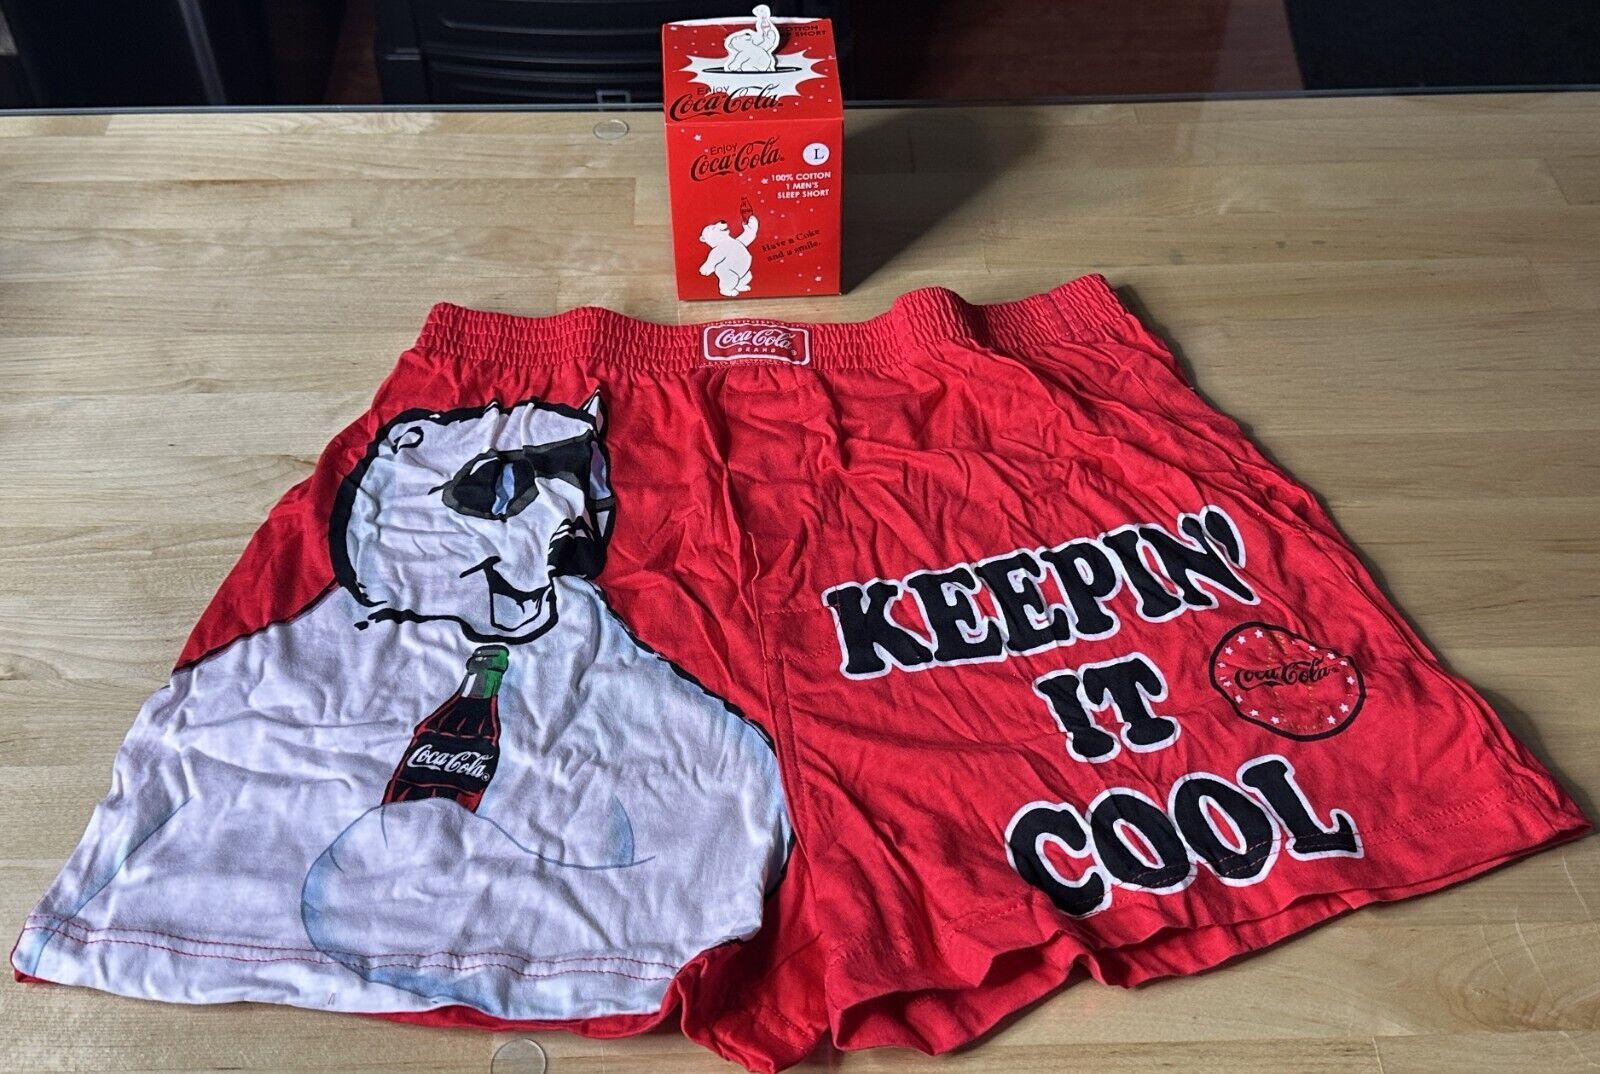 COTTON
SHORT
Enjoy
Coca-Cola
Enjoy
Coca-Cola
L
100% COTTON
1 MEN'S
SLEEP SHORT
Have a Coke
and a smile.
Coca-Cola
BRAND
KEEPIN'
IT
COOL
Coca-Cola
Coca-Cola